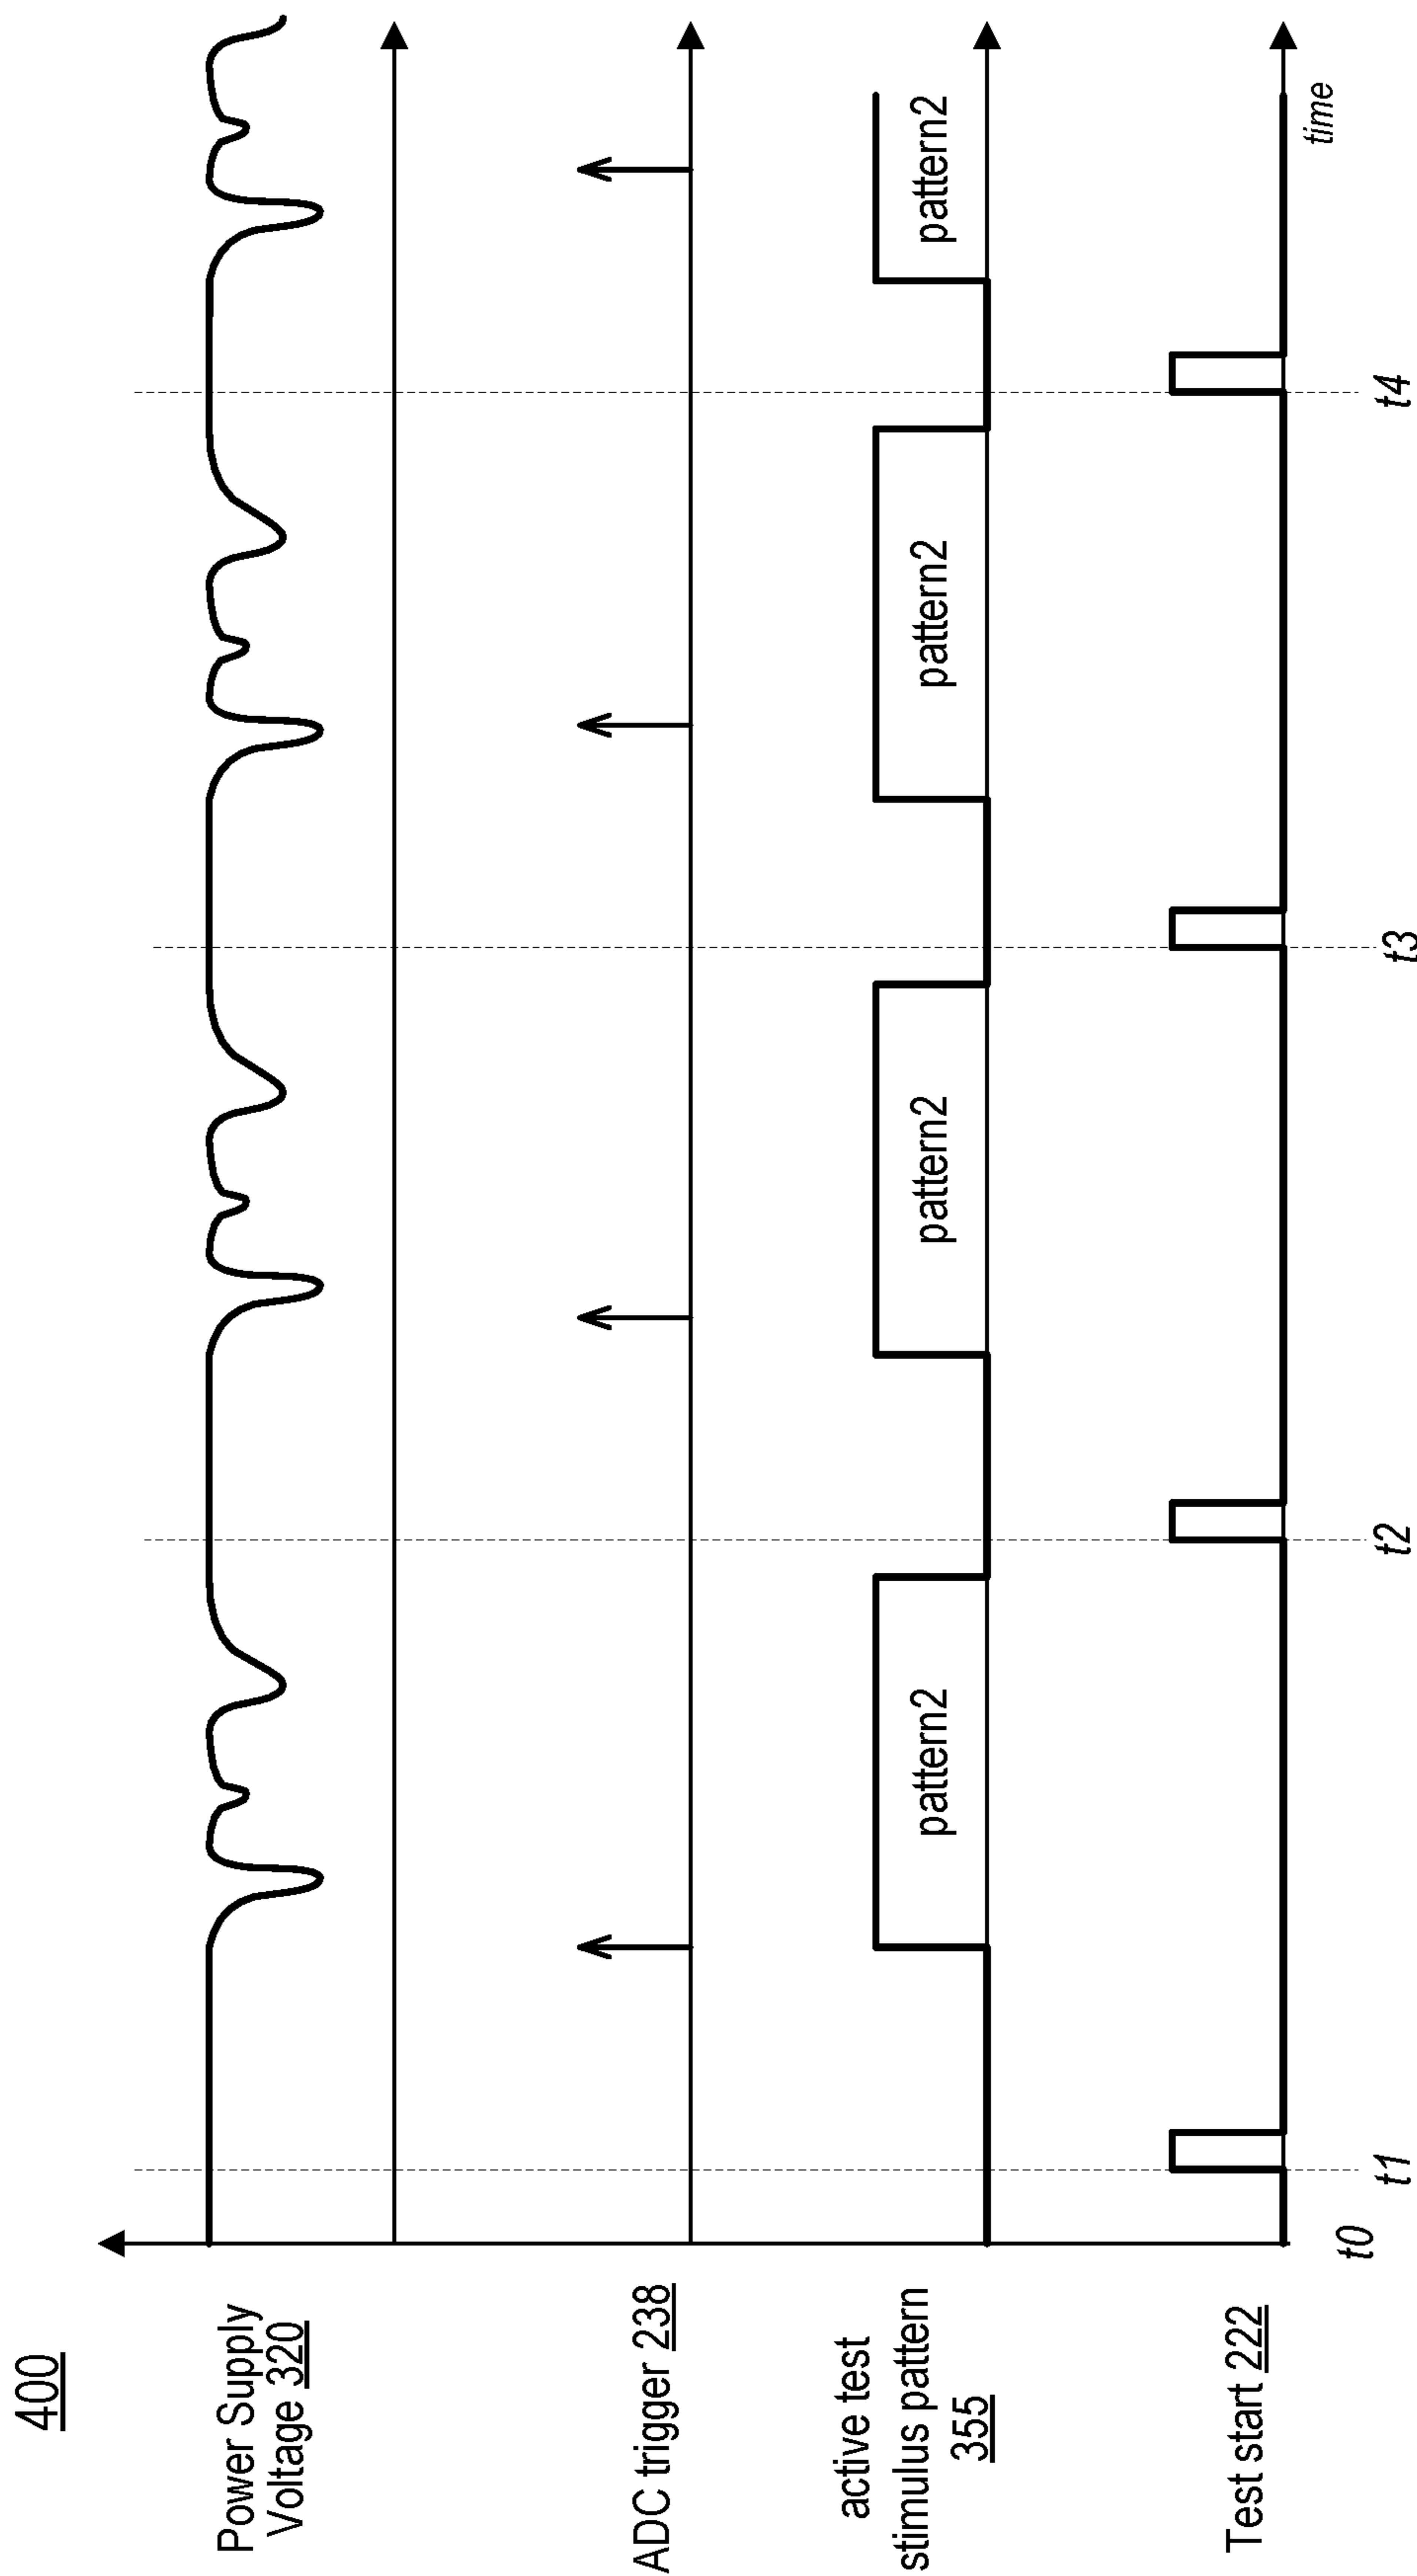 400
Power Supply
Voltage 320
ADC trigger 238
active test
stimulus pattern
355
pattern2
pattern2
pattern2
pattern2
Test start 222
time
t0
t1
t2
t3
t4